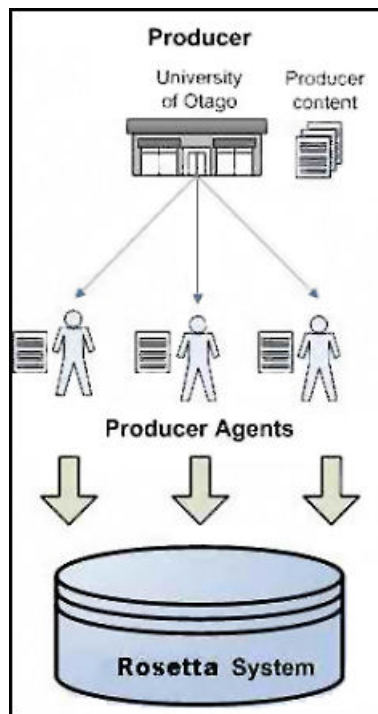 Producer
University
of Otago
Producer
content
Producer Agents
Rosetta System